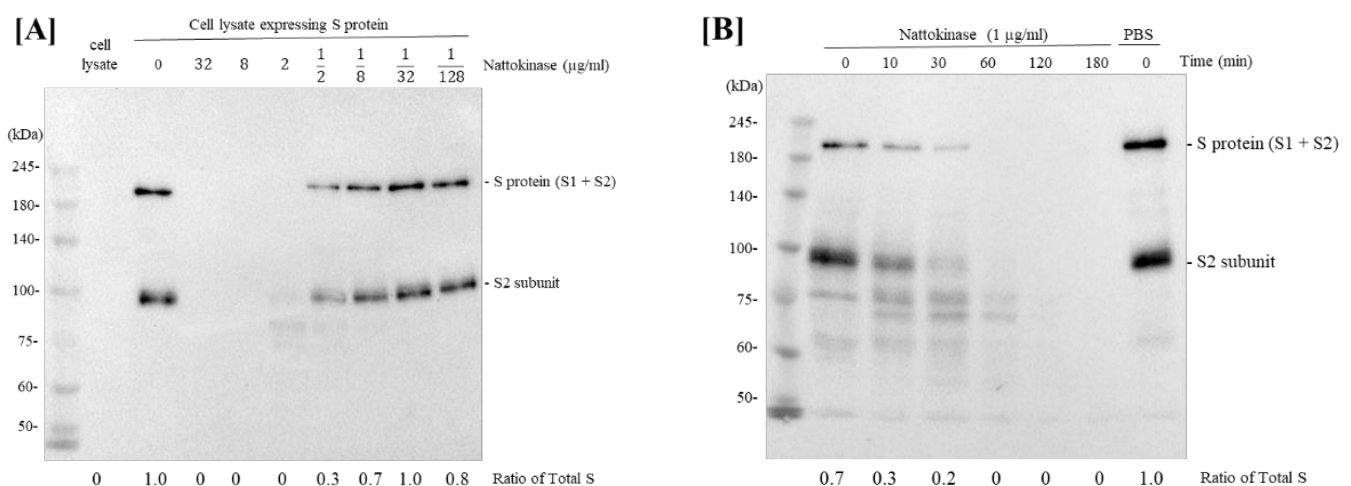 [A]
Cell lysate expressing S protein
cell
lysate
0 32 8 2 1/2 1/8 1/32 1/128 Nattokinase (µg/ml)
(kDa)
245-
180-
140-
100-
75-
60-
50-
- S protein (S1 + S2)
- S2 subunit
0 1.0 0 0 0 0.3 0.7 1.0 0.8 Ratio of Total S
[B]
Nattokinase (1 µg/ml) PBS
0 10 30 60 120 180 0 Time (min)
(kDa)
245-
180-
140-
100-
75-
60-
50-
- S protein (S1 + S2)
- S2 subunit
0.7 0.3 0.2 0 0 0 1.0 Ratio of Total S